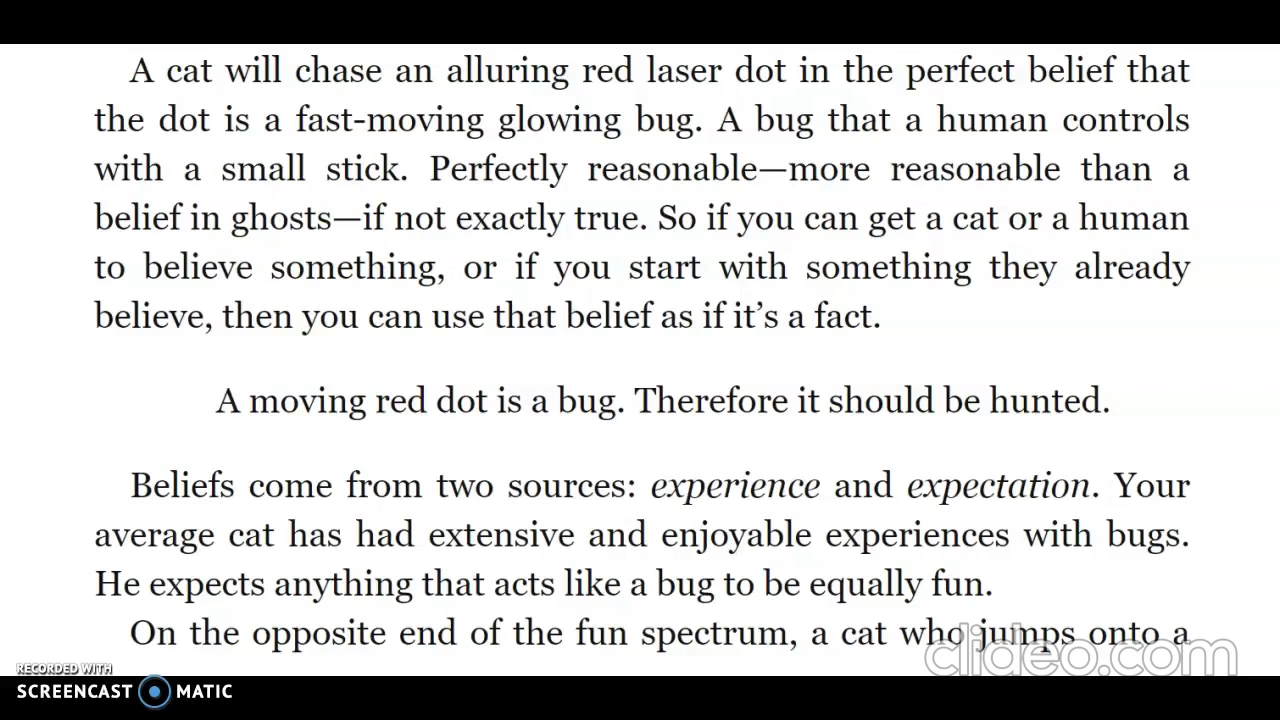 A cat will chase an alluring red laser dot in the perfect belief that
the dot is a fast-moving glowing bug. A bug that a human controls
with a small stick. Perfectly reasonable—more reasonable than a
belief in ghosts—if not exactly true. So if you can get a cat or a human
to believe something, or if you start with something they already
believe, then you can use that belief as if it’s a fact.
A moving red dot is a bug. Therefore it should be hunted.
Beliefs come from two sources: experience and expectation. Your
average cat has had extensive and enjoyable experiences with bugs.
He expects anything that acts like a bug to be equally fun.
On the opposite end of the fun spectrum, a cat who jumps onto a
clideo.com
RECORDED WITH
SCREENCAST MATIC